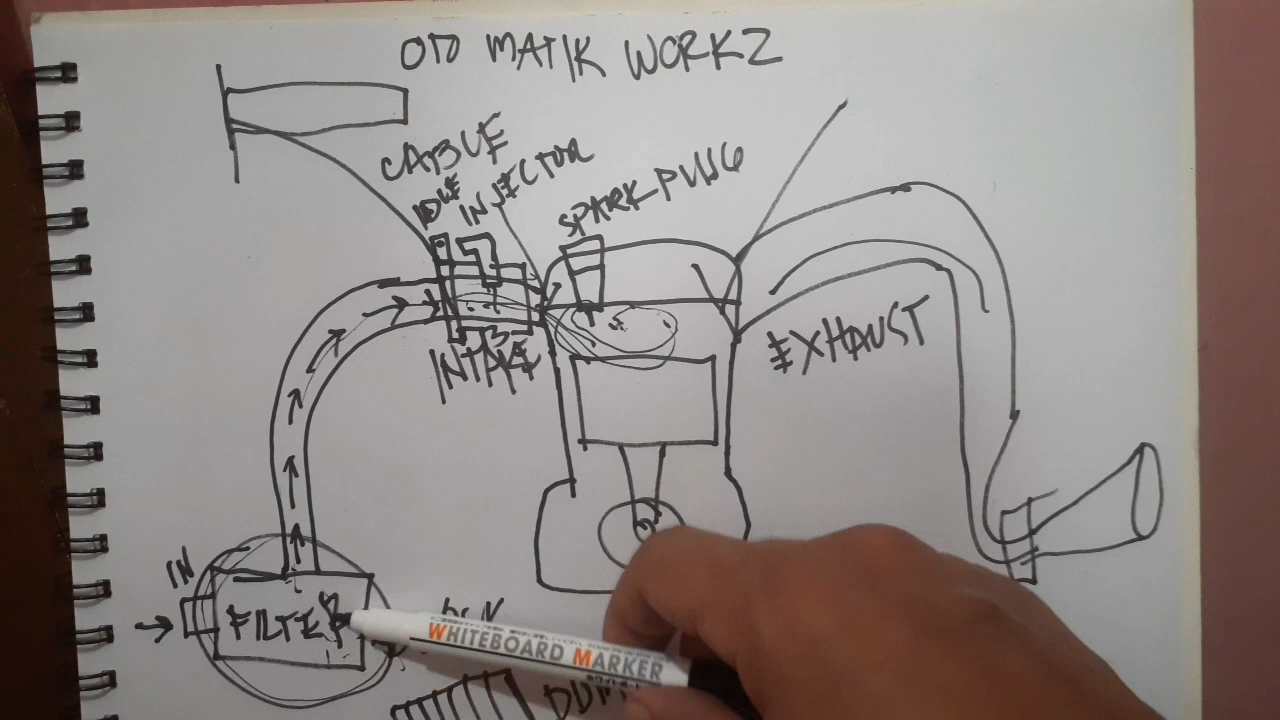 OTO MATIK WORKZ
CABLE
IDLE
INJECTOR
SPARK PLUG
INTAKE
EXHAUST
IN
FILTER
WHITEBOARD MARKER